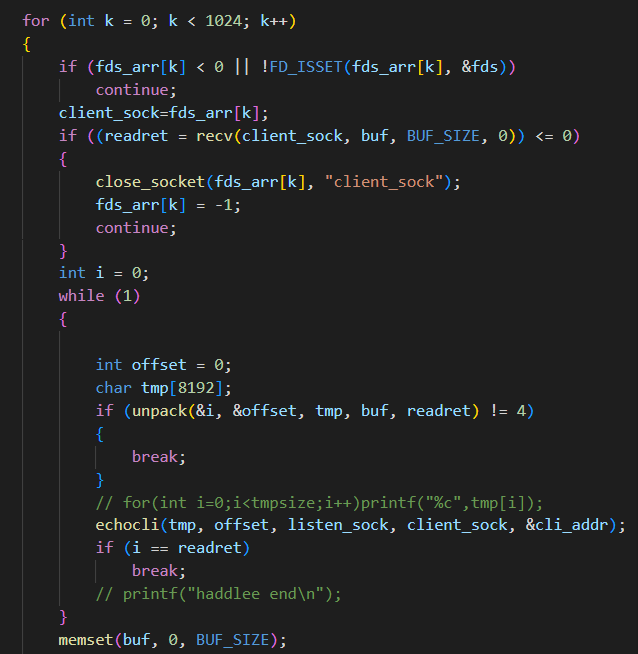 for (int k = 0; k < 1024; k++)
{
    if (fds_arr[k] < 0 || !FD_ISSET(fds_arr[k], &fds))
        continue;
    client_sock=fds_arr[k];
    if ((readret = recv(client_sock, buf, BUF_SIZE, 0)) <= 0)
    {
        close_socket(fds_arr[k], "client_sock");
        fds_arr[k] = -1;
        continue;
    }
    int i = 0;
    while (1)
    {

        int offset = 0;
        char tmp[8192];
        if (unpack(&i, &offset, tmp, buf, readret) != 4)
        {
            break;
        }
        // for(int i=0;i<tmpsize;i++)printf("%c",tmp[i]);
        echocli(tmp, offset, listen_sock, client_sock, &cli_addr);
        if (i == readret)
            break;
        // printf("haddlee end\n");
    }
    memset(buf, 0, BUF_SIZE);